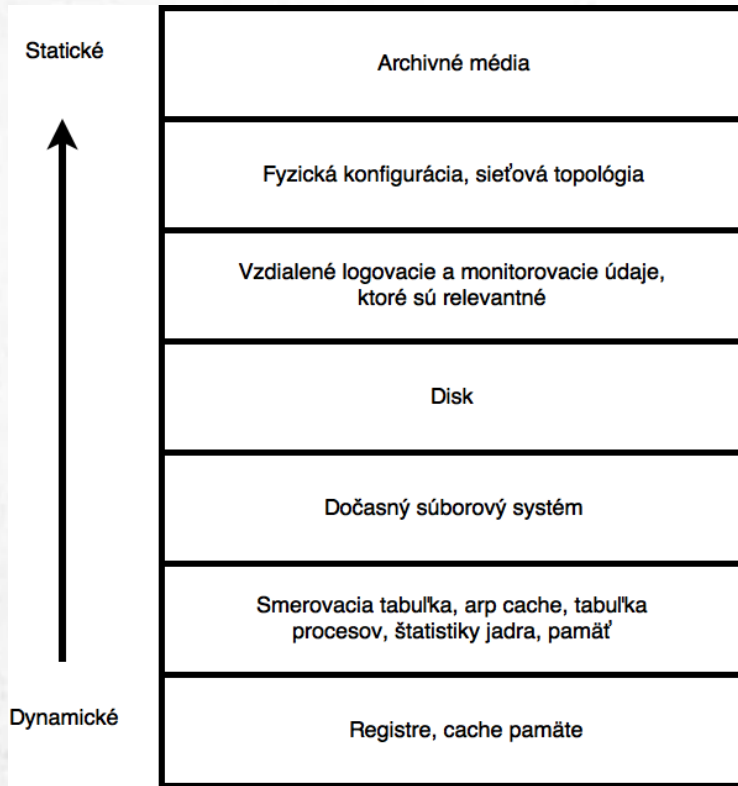 Statické
Archivné média
Fyzická konfigurácia, sieťová topológia
Vzdialené logovacie a monitorovacie údaje,
ktoré sú relevantné
Disk
Dočasný súborový systém
Smerovacia tabuľka, arp cache, tabuľka
procesov, štatistiky jadra, pamäť
Dynamické
Registre, cache pamäte